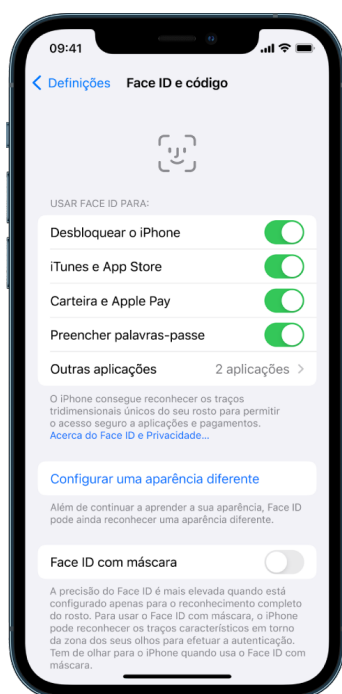 09:41
Definições Face ID e código
USAR FACE ID PARA:
Desbloquear o iPhone
iTunes e App Store
Carteira e Apple Pay
Preencher palavras-passe
Outras aplicações 2 aplicações
O iPhone consegue reconhecer os traços
tridimensionais únicos do seu rosto para permitir
o acesso seguro a aplicações e pagamentos.
Acerca do Face ID e Privacidade...
Configurar uma aparência diferente
Além de continuar a aprender a sua aparência, Face ID
pode ainda reconhecer uma aparência diferente.
Face ID com máscara
A precisão do Face ID é mais elevada quando está
configurado apenas para o reconhecimento completo
do rosto. Para usar o Face ID com máscara, o iPhone
pode reconhecer os traços característicos em torno
da zona dos seus olhos para efetuar a autenticação.
Tem de olhar para o iPhone quando usa o Face ID com
máscara.